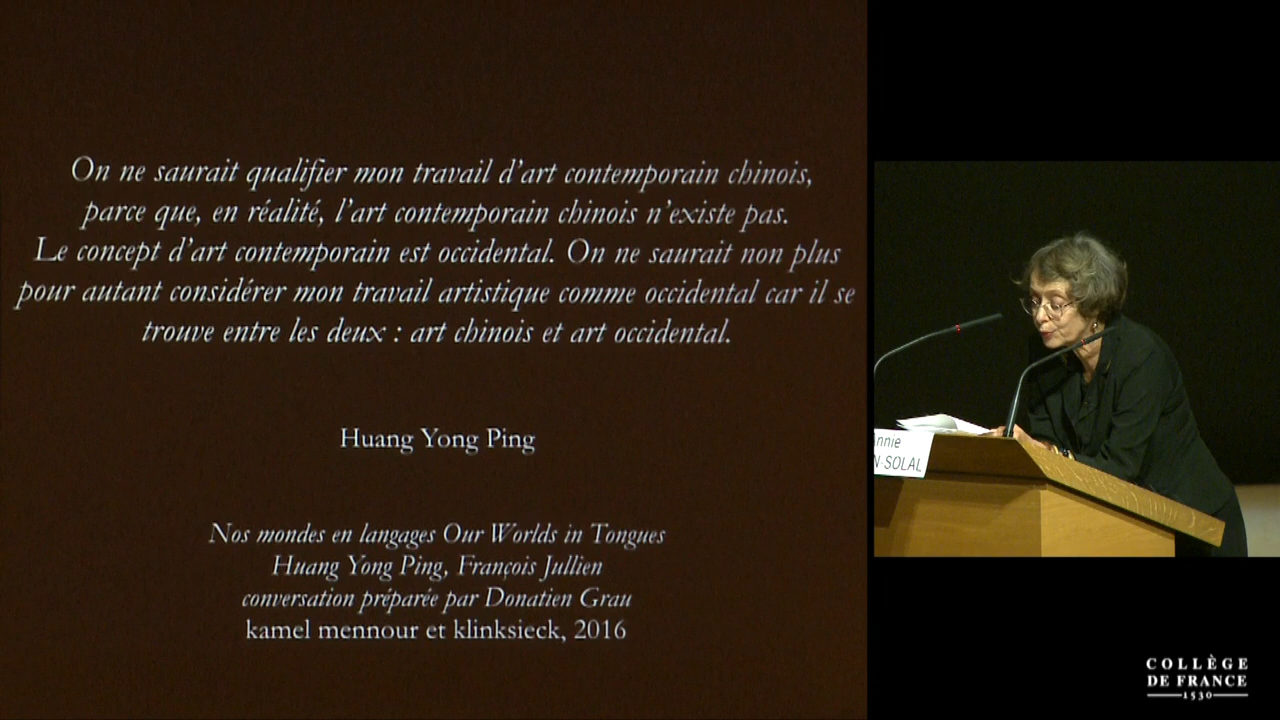 On ne saurait qualifier mon travail d'art contemporain chinois,
parce que, en réalité, l'art contemporain chinois n'existe pas.
Le concept d'art contemporain est occidental. On ne saurait non plus
pour autant considérer mon travail artistique comme occidental car il se
trouve entre les deux : art chinois et art occidental.
Huang Yong Ping
Nos mondes en langages Our Worlds in Tongues
Huang Yong Ping, François Jullien
conversation préparée par Donatien Grau
kamel mennour et klinksieck, 2016
SOLAL
COLLÈGE
DE FRANCE
1530